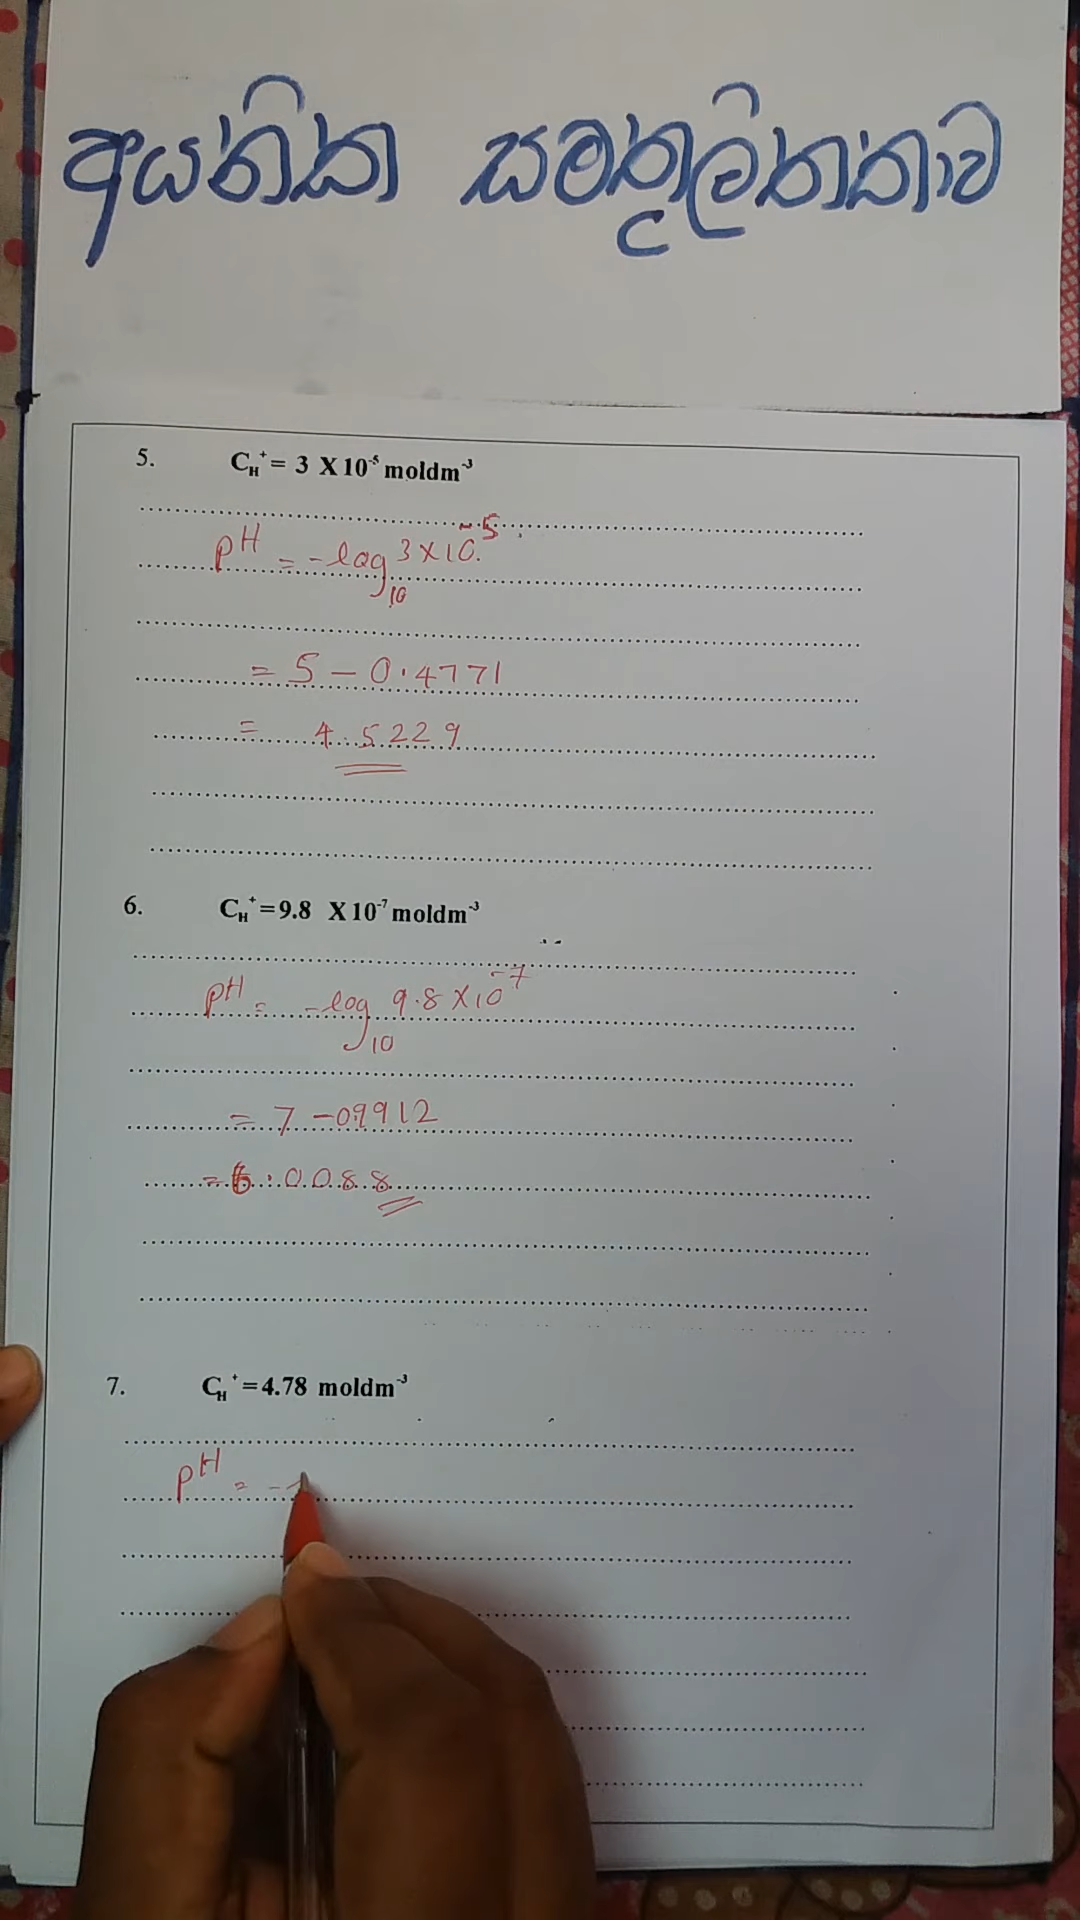 අයනික සමතුලිතතාව
5. C_H⁺ = 3 X 10⁻⁵ moldm⁻³
pH = -log₁₀ 3 × 10⁻⁵
= 5 - 0.4771
= 4.5229
6. C_H⁺ = 9.8 X 10⁻⁷ moldm⁻³
pH = -log₁₀ 9.8 × 10⁻⁷
= 7 - 0.9912
= 6.0088
7. C_H⁺ = 4.78 moldm⁻³
pH = -